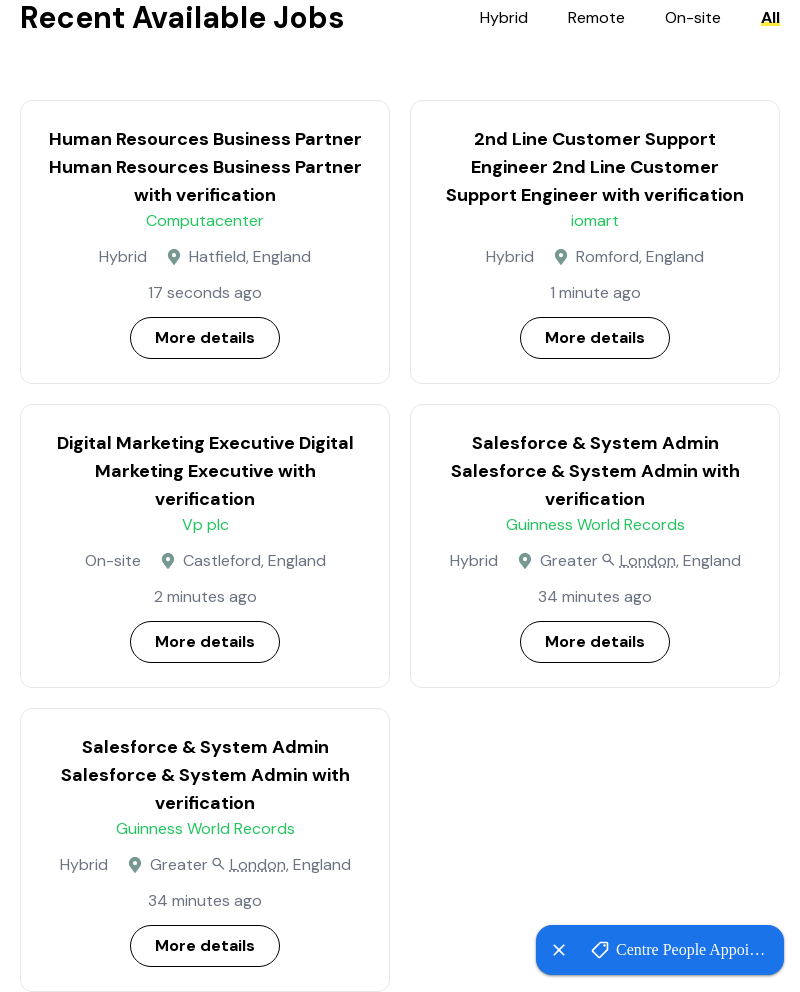 Recent Available Jobs
Hybrid Remote On-site All
Human Resources Business Partner
Human Resources Business Partner
with verification
Computacenter
Hybrid Hatfield, England
17 seconds ago
More details
2nd Line Customer Support
Engineer 2nd Line Customer
Support Engineer with verification
iomart
Hybrid Romford, England
1 minute ago
More details
Digital Marketing Executive Digital
Marketing Executive with
verification
Vp plc
On-site Castleford, England
2 minutes ago
More details
Salesforce & System Admin
Salesforce & System Admin with
verification
Guinness World Records
Hybrid Greater London, England
34 minutes ago
More details
Salesforce & System Admin
Salesforce & System Admin with
verification
Guinness World Records
Hybrid Greater London, England
34 minutes ago
More details
Centre People Appoi…